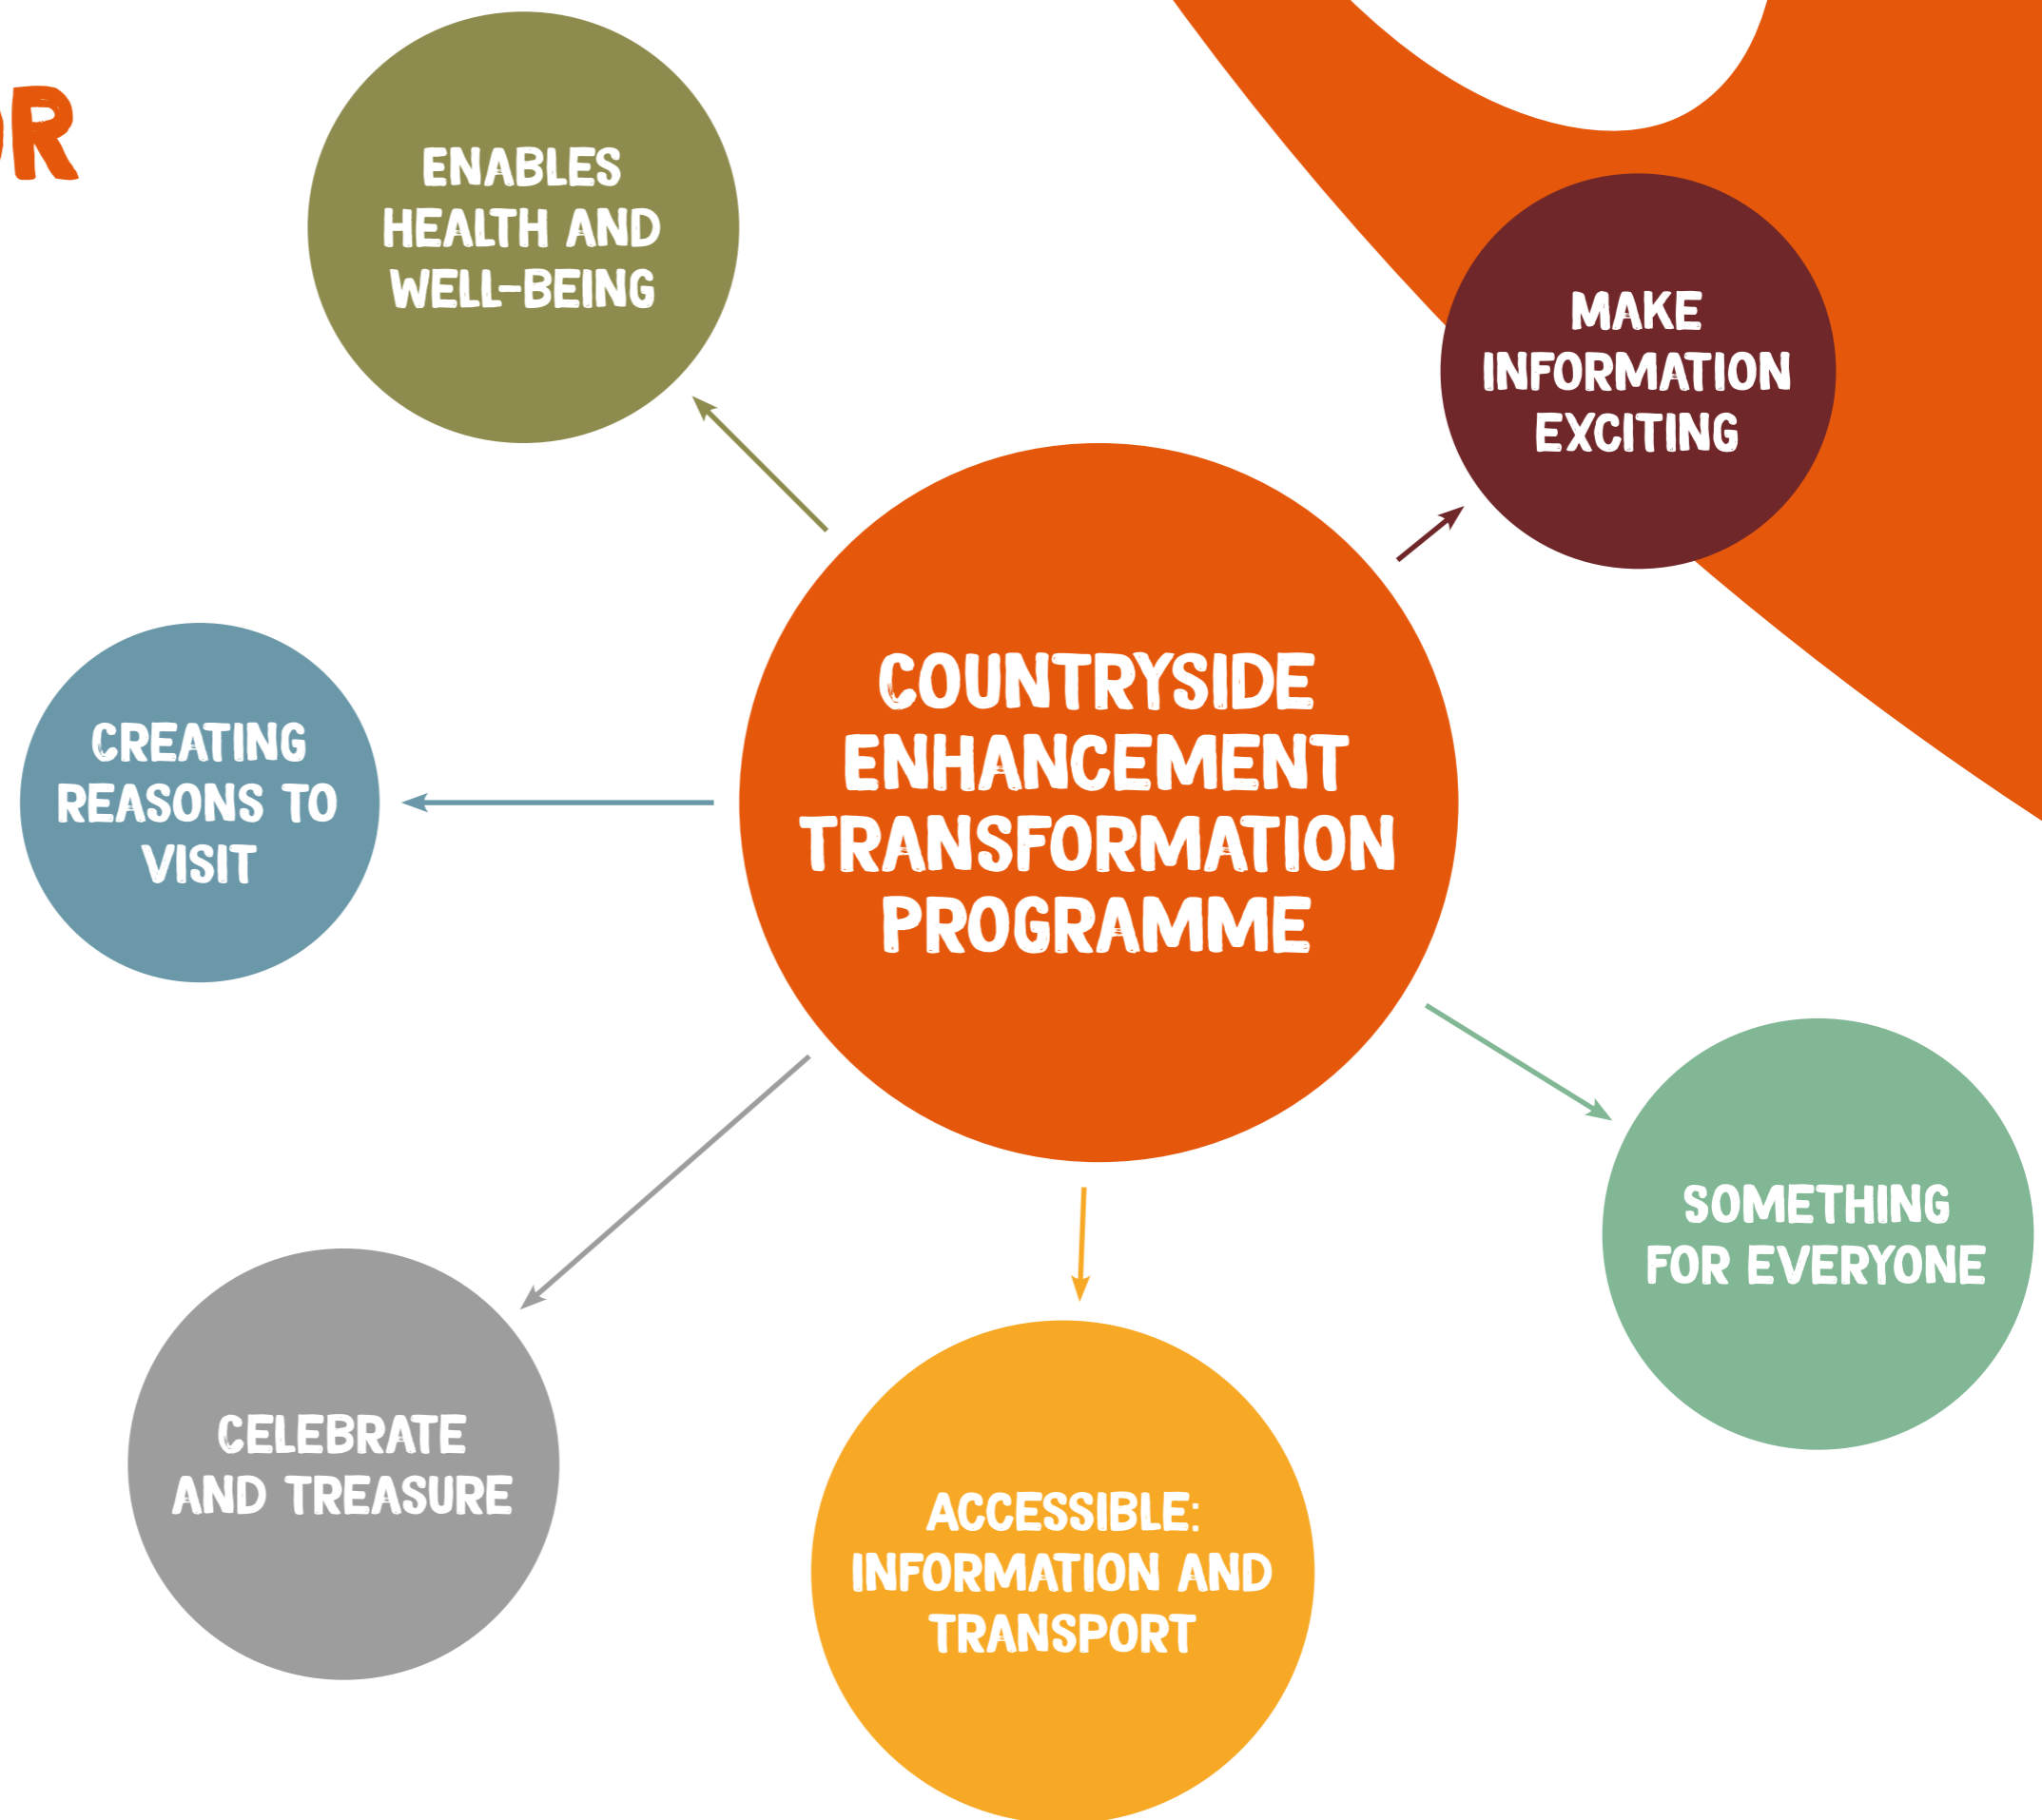 R
ENABLES
HEALTH AND
WELL-BEING
MAKE
INFORMATION
EXCITING
COUNTRYSIDE
ENHANCEMENT
TRANSFORMATION
PROGRAMME
CREATING
REASONS TO
VISIT
SOMETHING
FOR EVERYONE
CELEBRATE
AND TREASURE
ACCESSIBLE:
INFORMATION AND
TRANSPORT